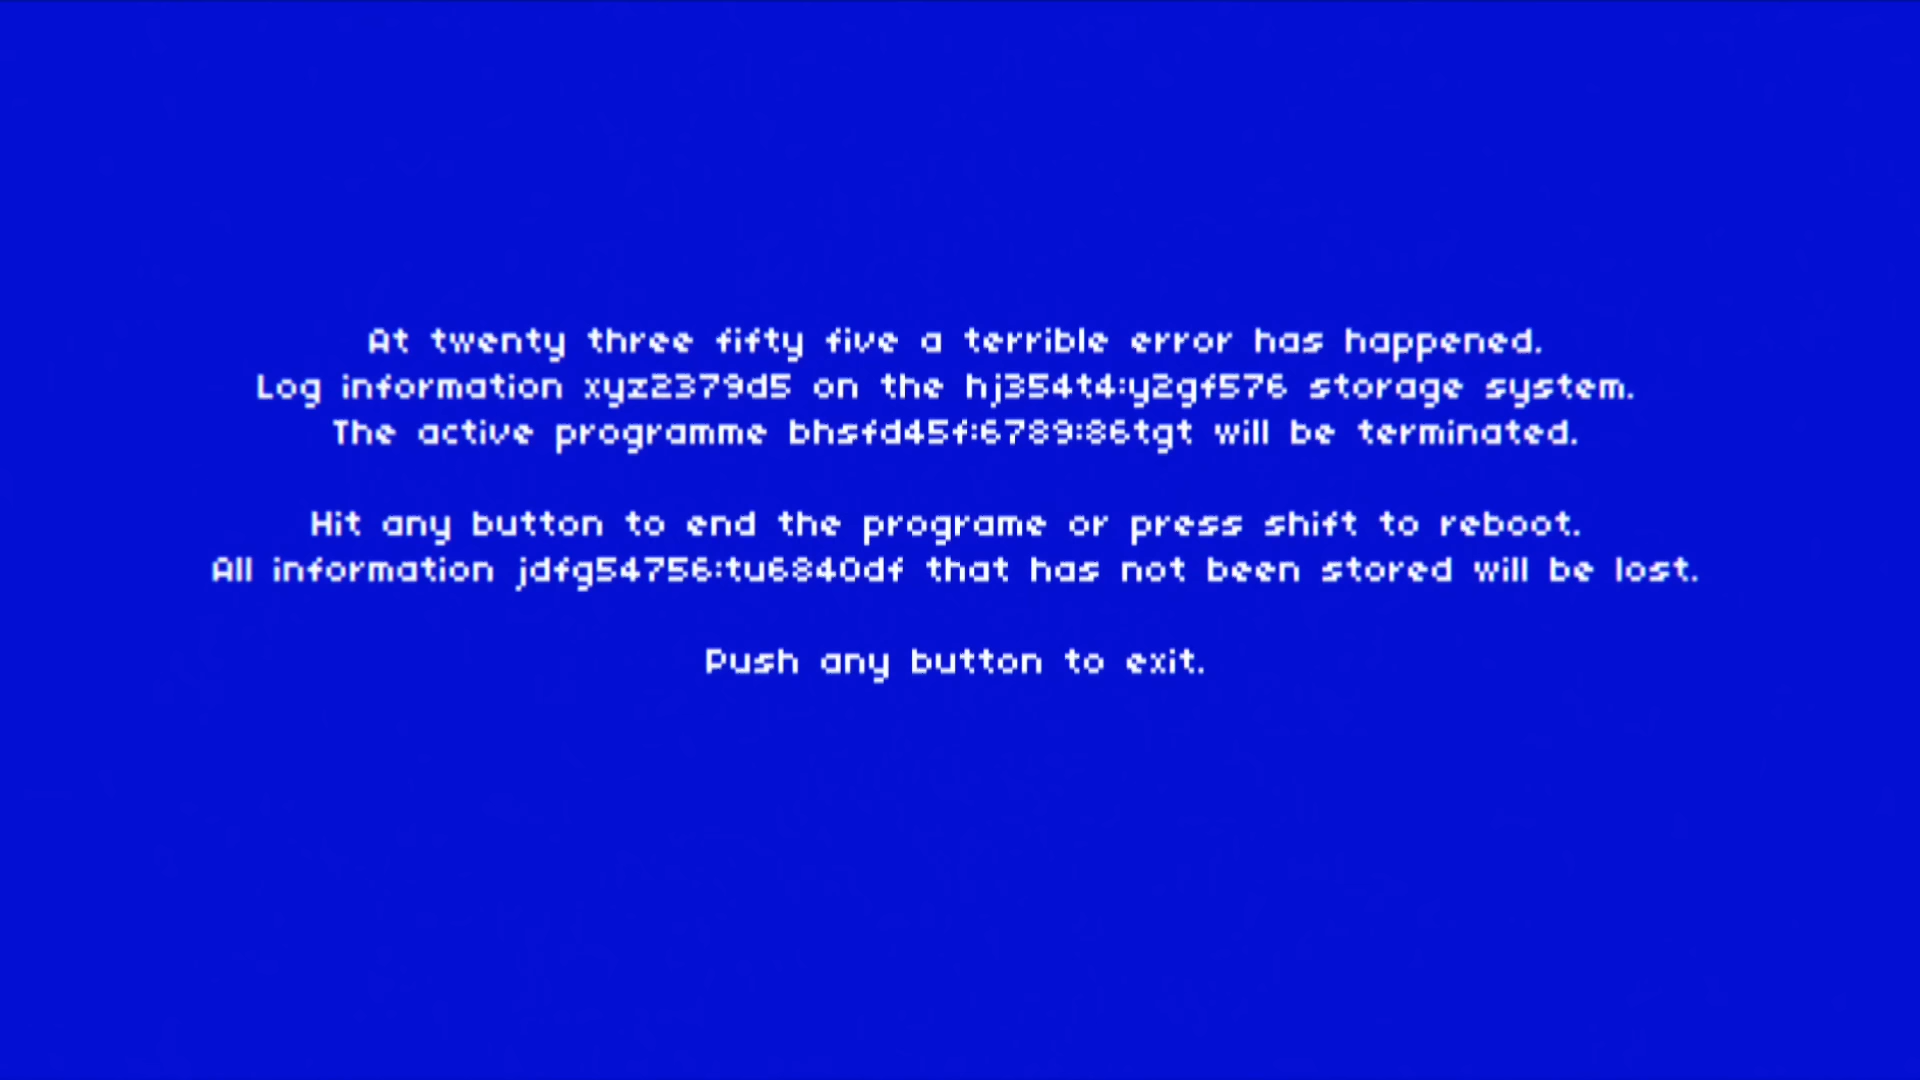 At twenty three fifty five a terrible error has happened.
Log information xyz2379d5 on the hj354t4:y2gf576 storage system.
The active programme bhsfd45f:6789:86tgt will be terminated.
Hit any button to end the programe or press shift to reboot.
All information jdfg54756:tu6840df that has not been stored will be lost.
Push any button to exit.